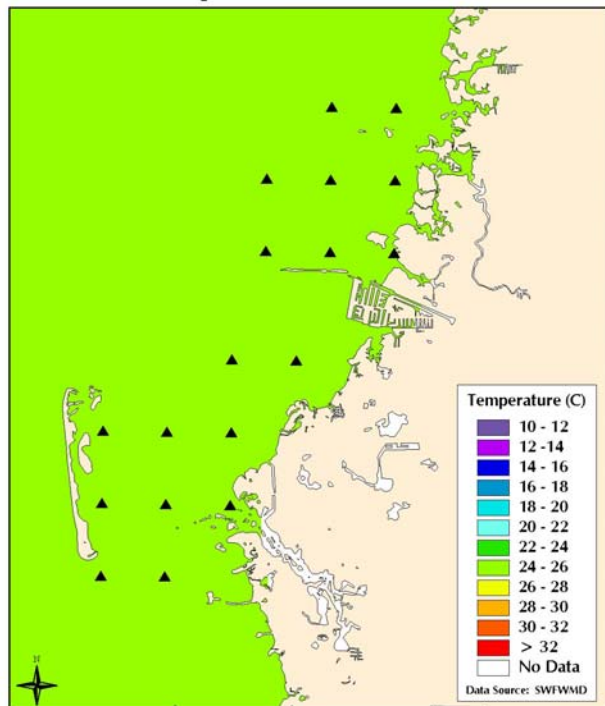 Temperature (C)
10 - 12
12 -14
14 - 16
16 - 18
18 - 20
20 - 22
22 - 24
24 - 26
26 - 28
28 - 30
30 - 32
> 32
No Data
Data Source: SWFWMD